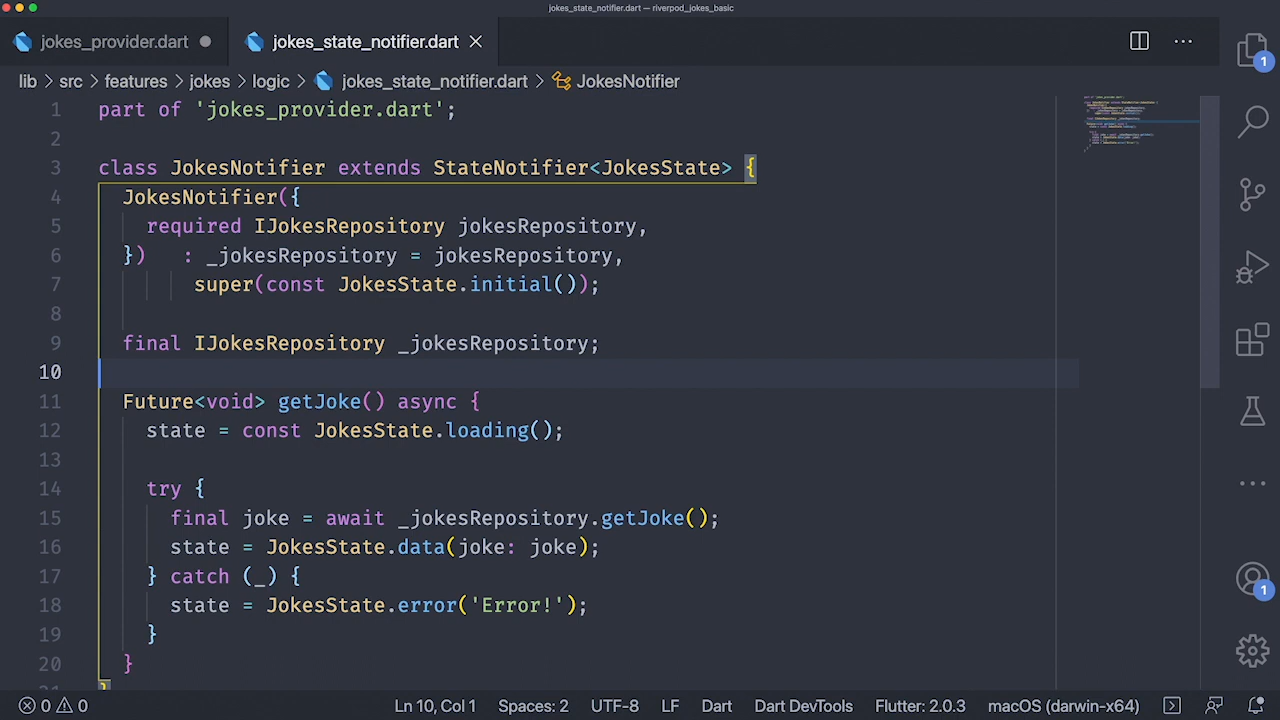 jokes_state_notifier.dart — riverpod_jokes_basic
jokes_provider.dart
jokes_state_notifier.dart
lib > src > features > jokes > logic > jokes_state_notifier.dart > JokesNotifier
1 part of 'jokes_provider.dart';
2
3 class JokesNotifier extends StateNotifier<JokesState> {
4 JokesNotifier({
5 required IJokesRepository jokesRepository,
6 }) : _jokesRepository = jokesRepository,
7 super(const JokesState.initial());
8
9 final IJokesRepository _jokesRepository;
10
11 Future<void> getJoke() async {
12 state = const JokesState.loading();
13
14 try {
15 final joke = await _jokesRepository.getJoke();
16 state = JokesState.data(joke: joke);
17 } catch (_) {
18 state = JokesState.error('Error!');
19 }
20 }
21 }
1
1
0 0 Ln 10, Col 1 Spaces: 2 UTF-8 LF Dart Dart DevTools Flutter: 2.0.3 macOS (darwin-x64)